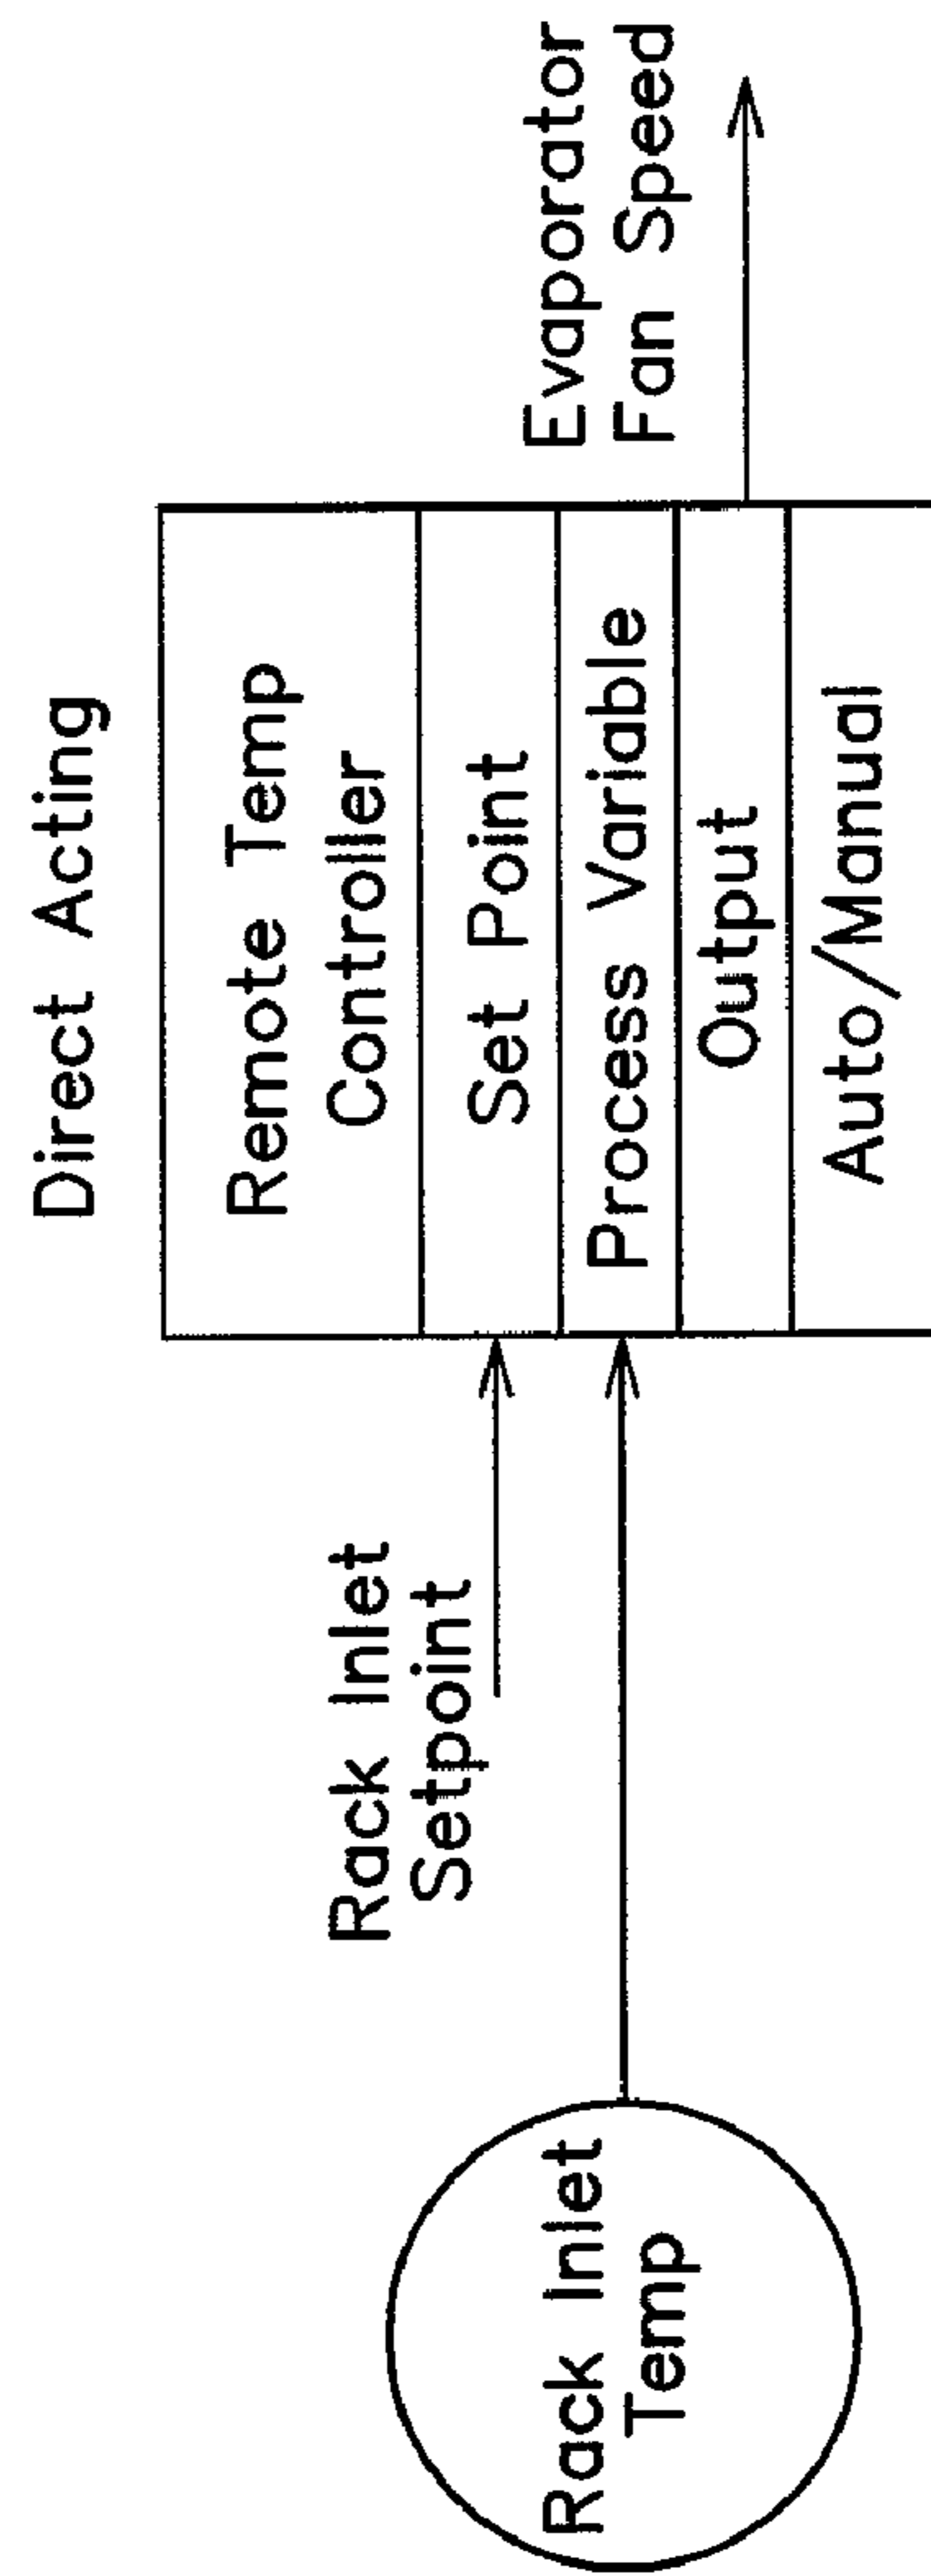 Direct Acting
Remote Temp
Controller
Set Point
Process Variable
Output
Auto/Manual
Rack Inlet
Setpoint
Rack Inlet
Temp
Evaporator
Fan Speed